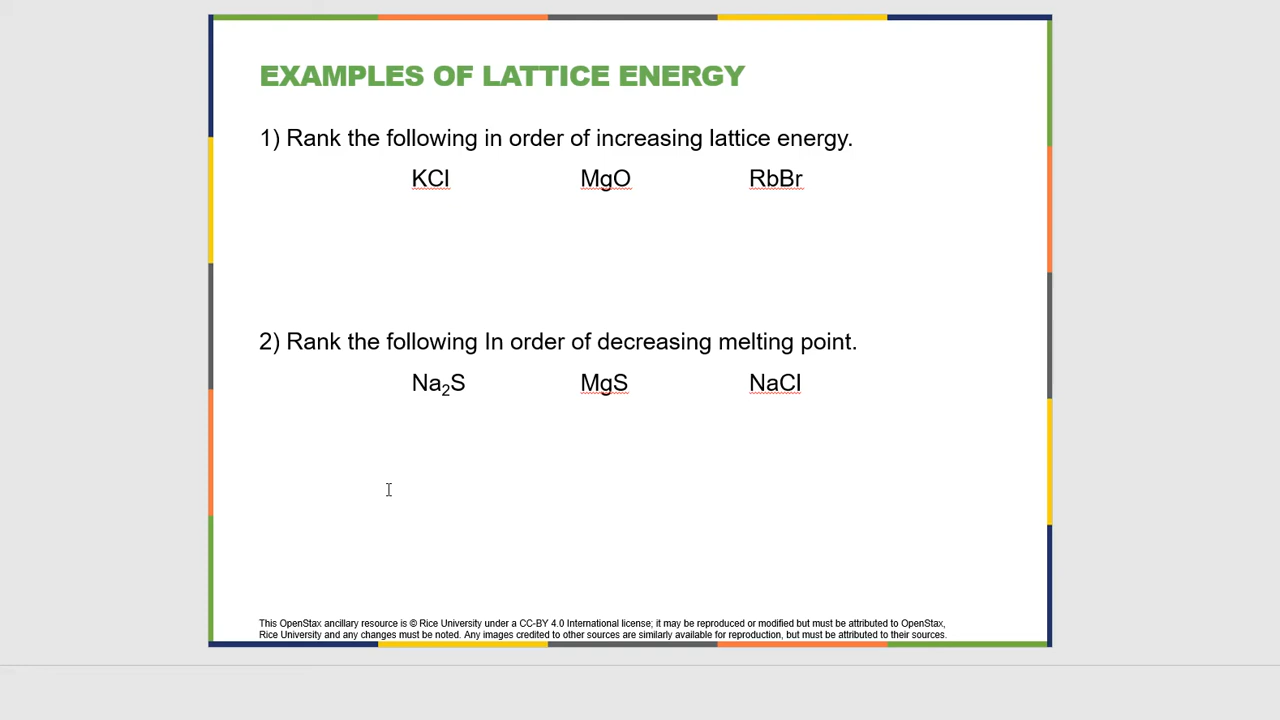 EXAMPLES OF LATTICE ENERGY
1) Rank the following in order of increasing lattice energy.
KCl MgO RbBr
2) Rank the following In order of decreasing melting point.
Na₂S MgS NaCl
This OpenStax ancillary resource is © Rice University under a CC-BY 4.0 International license; it may be reproduced or modified but must be attributed to OpenStax,
Rice University and any changes must be noted. Any images credited to other sources are similarly available for reproduction, but must be attributed to their sources.